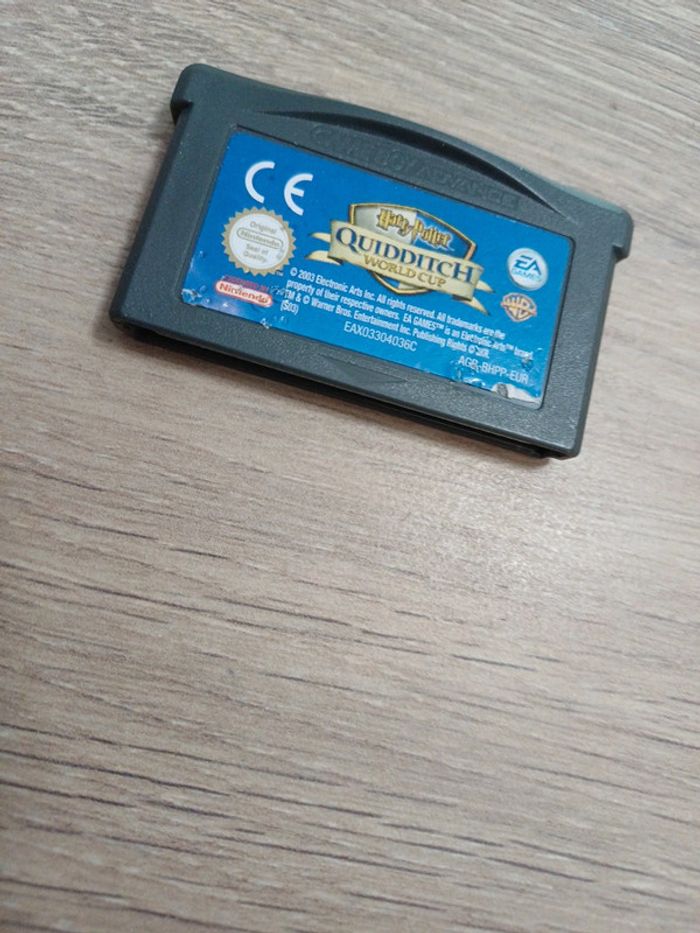 GAME BOY ADVANCE
CE
Original
Nintendo
Seal of
Quality
Nintendo
Harry Potter
QUIDDITCH
WORLD CUP
EA
GAMES
WB
© 2003 Electronic Arts Inc. All rights reserved. All trademarks are the
property of their respective owners. EA GAMES™ is an Electronic Arts™ brand.
TM & © Warner Bros. Entertainment Inc. Publishing Rights ©
(S03)
EAX03304036C
AGB-BHPP-EUR